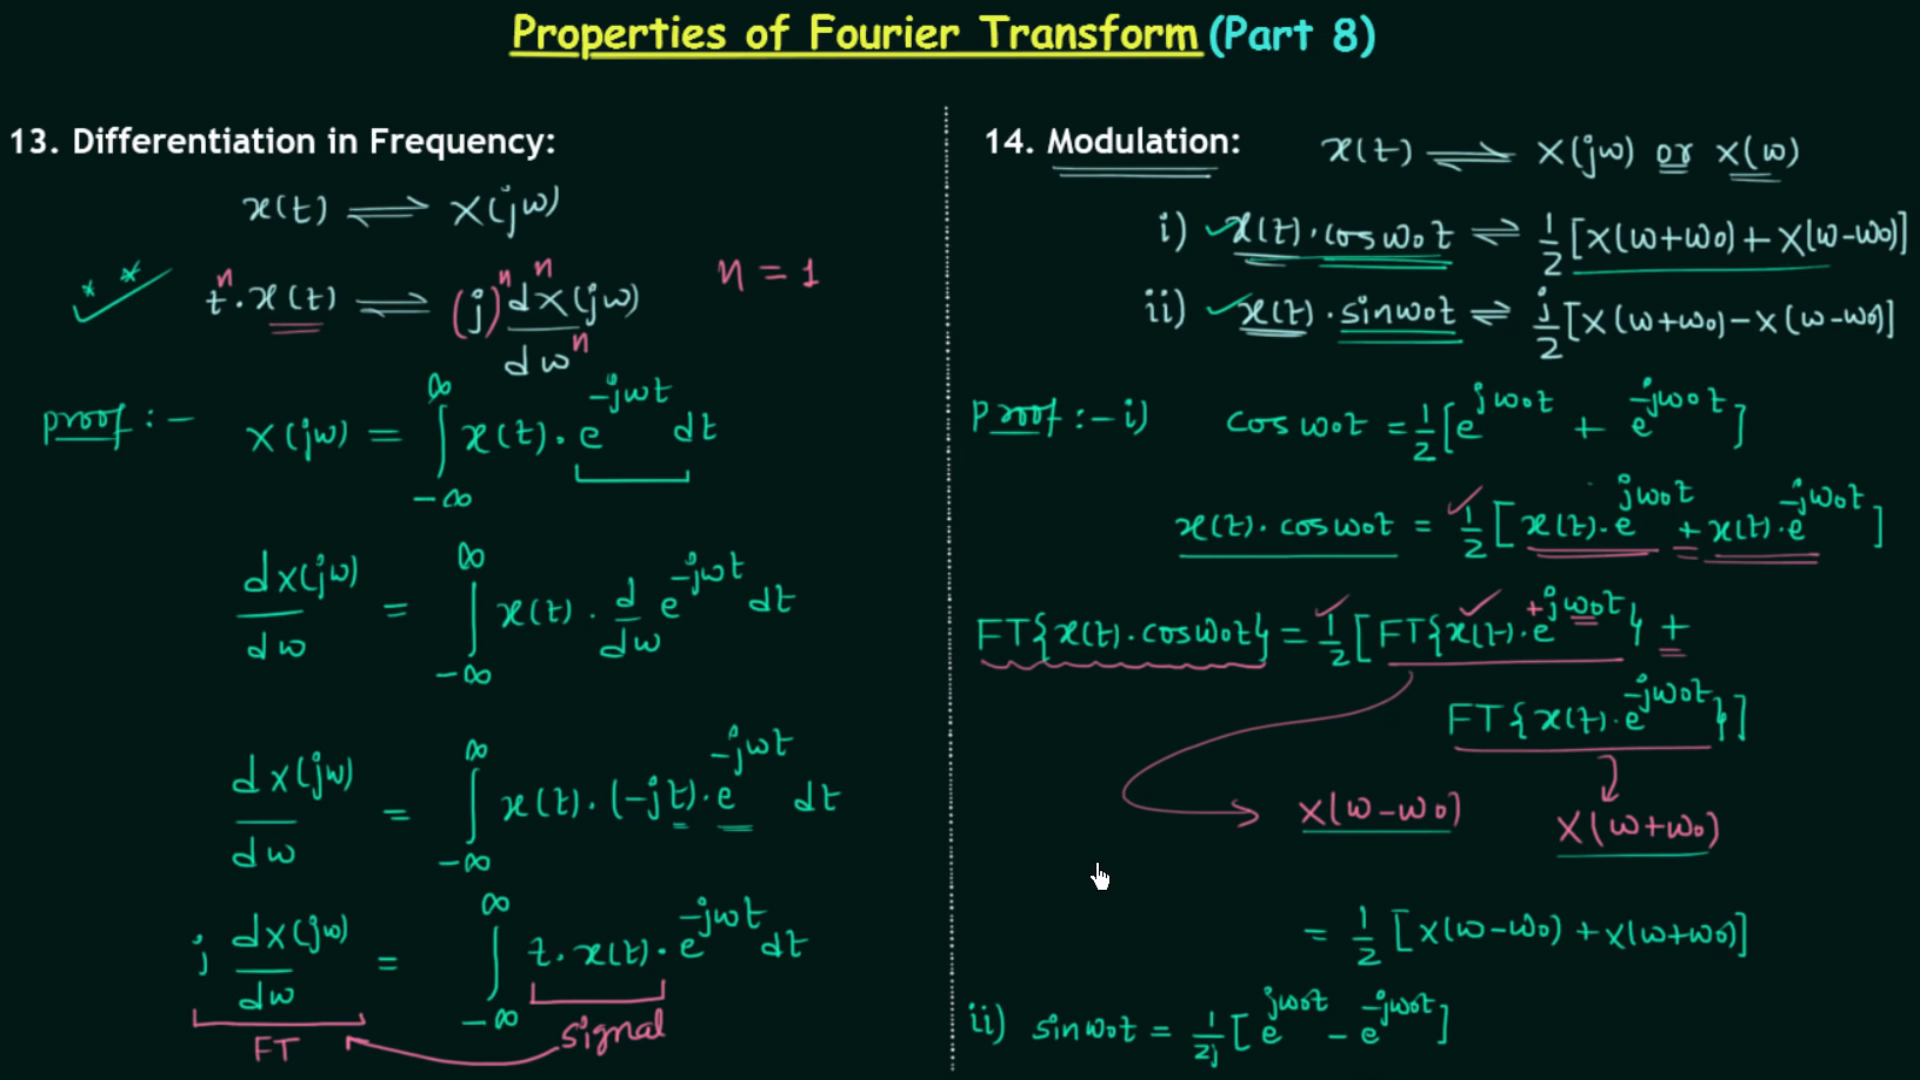 Properties of Fourier Transform (Part 8)
13. Differentiation in Frequency:
x(t) ⇌ X(jω)
tⁿ · x(t) ⇌ (j)ⁿ dⁿX(jω)/dωⁿ
n = 1
proof :- X(jω) = ∫_{-∞}^{∞} x(t) · e^{-jωt} dt
dX(jω)/dω = ∫_{-∞}^{∞} x(t) · d/dω e^{-jωt} dt
dX(jω)/dω = ∫_{-∞}^{∞} x(t) · (-jt) · e^{-jωt} dt
j dX(jω)/dω = ∫_{-∞}^{∞} t · x(t) · e^{-jωt} dt
FT
signal
14. Modulation: x(t) ⇌ X(jω) or X(ω)
i) x(t) · cos ω₀t ⇌ 1/2 [X(ω+ω₀) + X(ω-ω₀)]
ii) x(t) · sin ω₀t ⇌ j/2 [X(ω+ω₀) - X(ω-ω₀)]
Proof :- i) cos ω₀t = 1/2 [e^{jω₀t} + e^{-jω₀t}]
x(t) · cos ω₀t = 1/2 [x(t) · e^{jω₀t} + x(t) · e^{-jω₀t}]
FT{x(t) · cos ω₀t} = 1/2 [FT{x(t) · e^{+jω₀t}} +
FT{x(t) · e^{-jω₀t}}]
X(ω-ω₀)
X(ω+ω₀)
= 1/2 [X(ω-ω₀) + X(ω+ω₀)]
ii) sin ω₀t = 1/2j [e^{jω₀t} - e^{-jω₀t}]